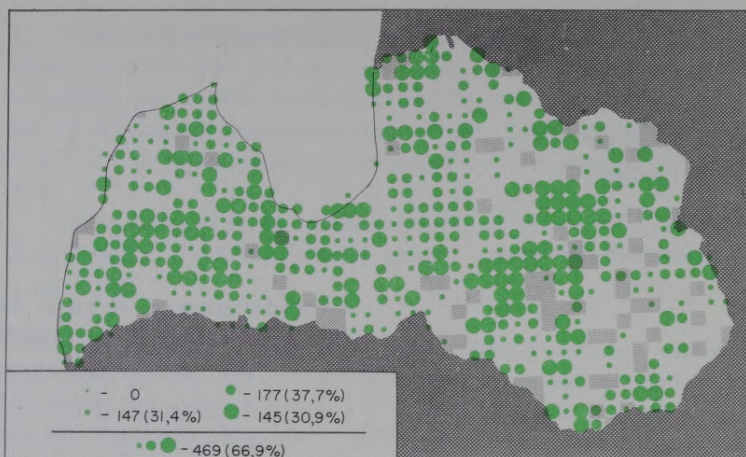 - 0 - 177 (37,7%)
- 147 (31,4%) - 145 (30,9%)
- 469 (66,9%)